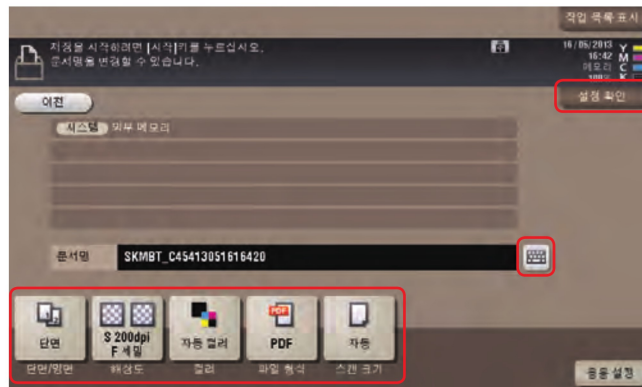 작업 목록 표시
저장을 시작하려면 [시작]키를 누르십시오.
문서명을 변경할 수 있습니다.
16/05/2013
16:42
메모리
100%
Y
M
C
K
설정 확인
이전
시스템 외부 메모리
문서명 SKMBT_C45413051616420
단면
S 200dpi
F 세밀
자동 컬러
PDF
PDF
자동
단면/양면
해상도
컬러
파일 형식
스캔 크기
응용 설정